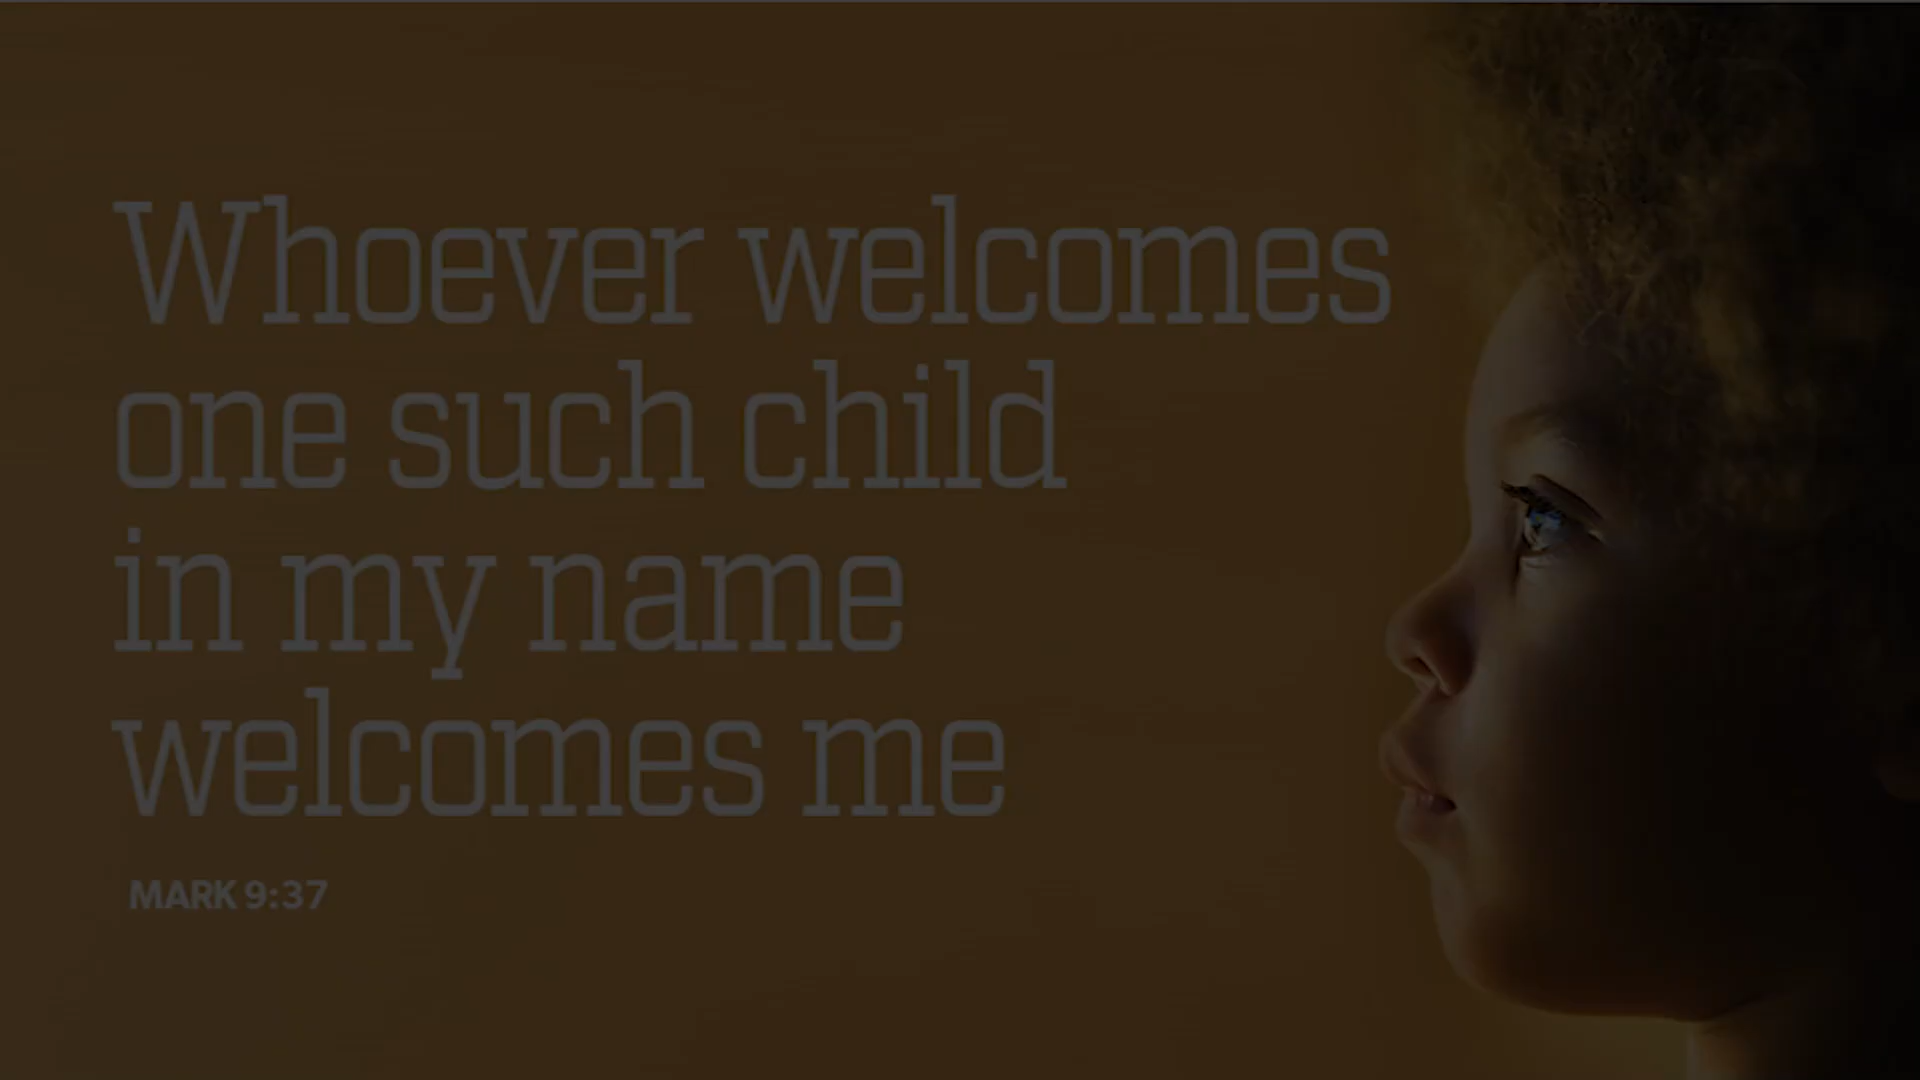 Whoever welcomes
one such child
in my name
welcomes me
MARK 9:37